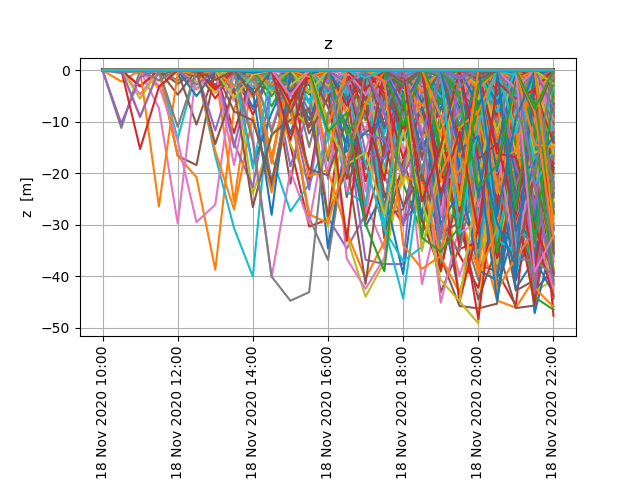 z
z [m]
0
−10
−20
−30
−40
−50
18 Nov 2020 10:00
18 Nov 2020 12:00
18 Nov 2020 14:00
18 Nov 2020 16:00
18 Nov 2020 18:00
18 Nov 2020 20:00
18 Nov 2020 22:00